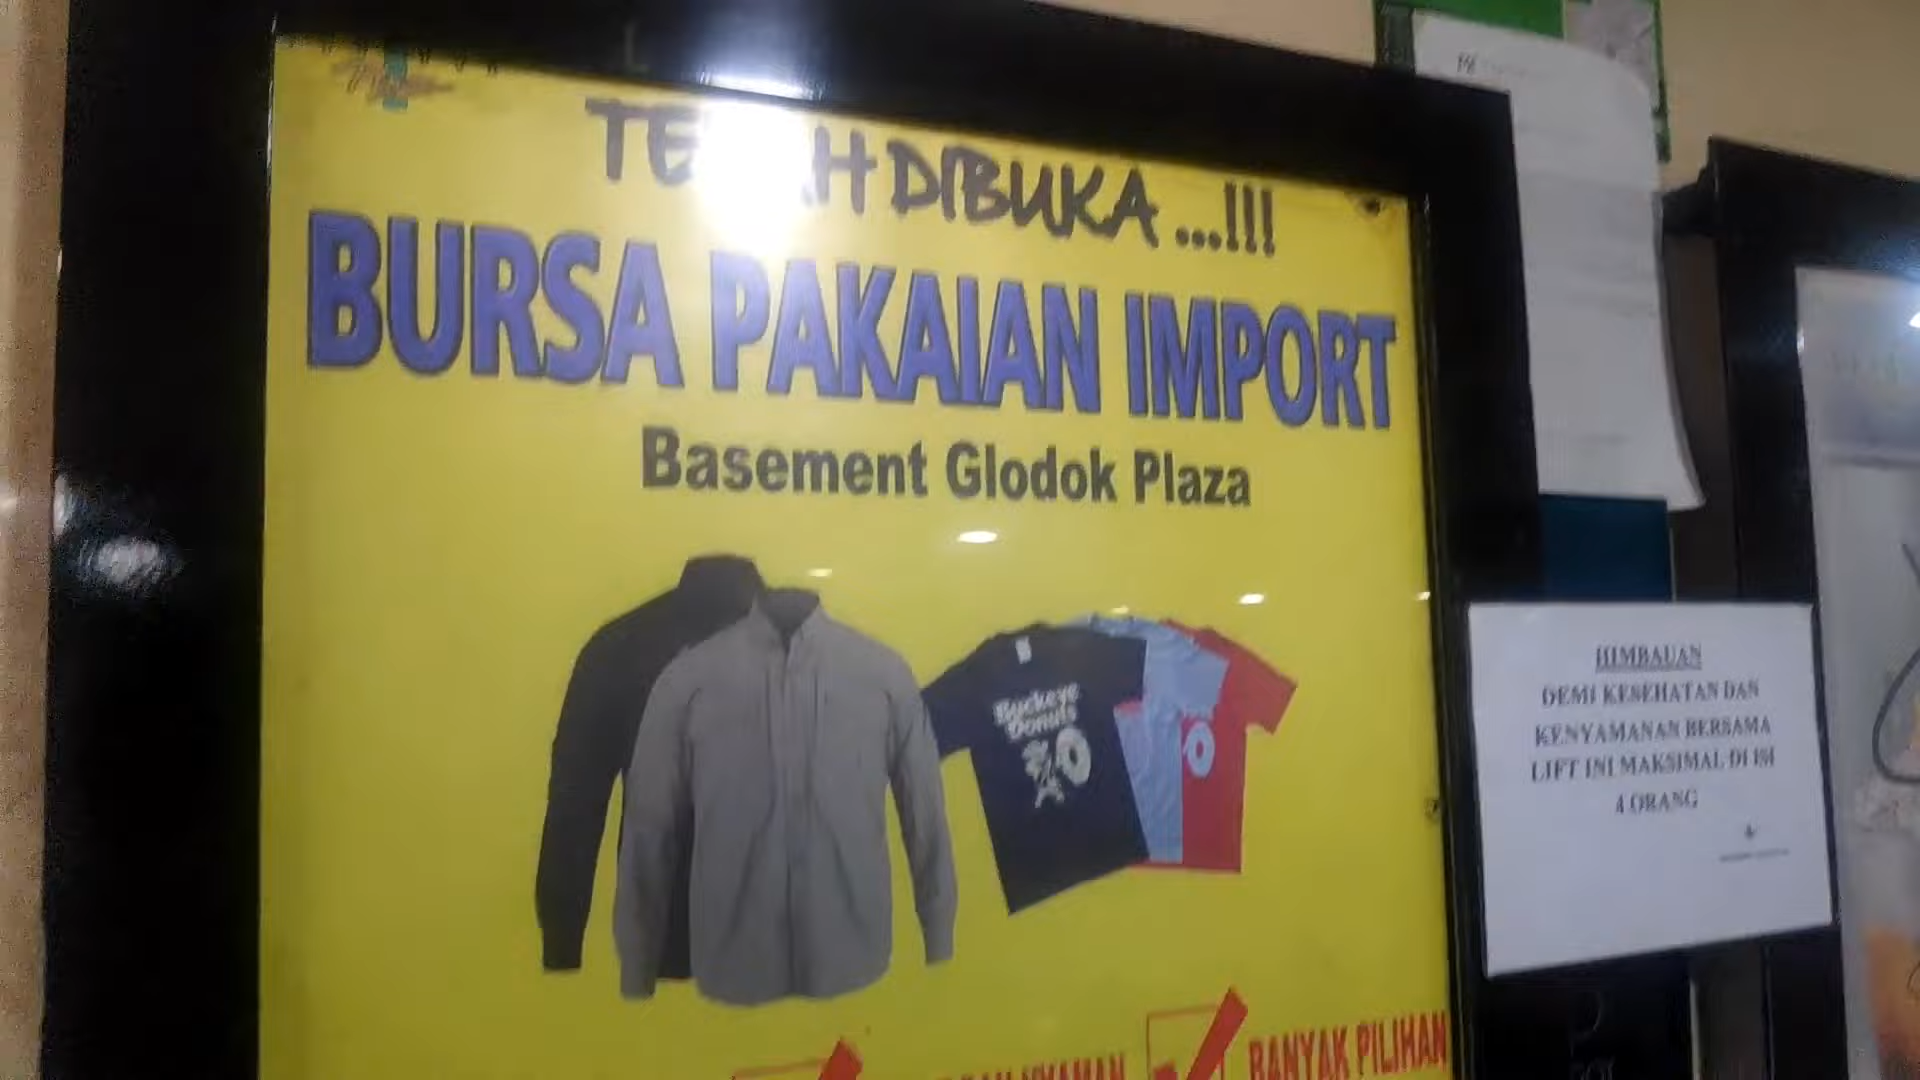 TELAH DIBUKA ...!!!
BURSA PAKAIAN IMPORT
Basement Glodok Plaza
Buckeye
Donuts
BANYAK PILIHAN
HIMBAUAN
DEMI KESEHATAN DAN
KENYAMANAN BERSAMA
LIFT INI MAKSIMAL DI ISI
4 ORANG